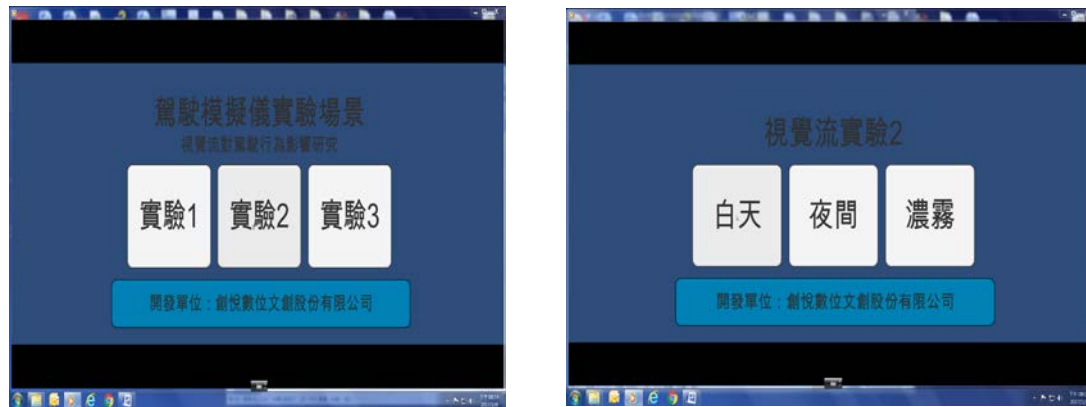 駕駛模擬儀實驗場景
視覺流對駕駛行為影響研究
實驗1
實驗2
實驗3
開發單位：創悅數位文創股份有限公司
視覺流實驗2
白天
夜間
濃霧
開發單位：創悅數位文創股份有限公司